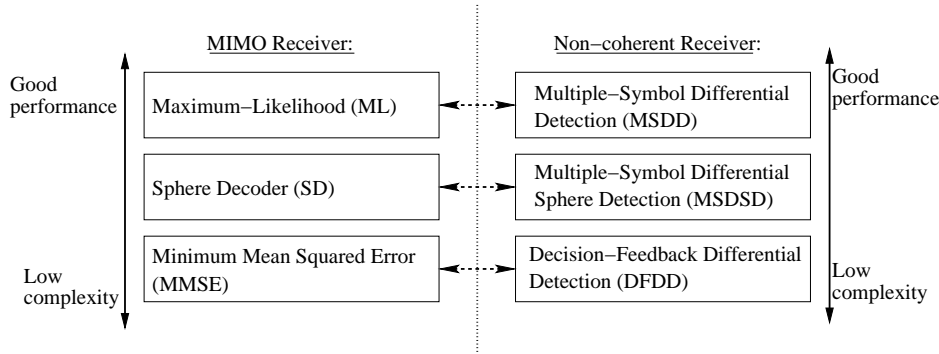 MIMO Receiver:
Good
performance
Maximum−Likelihood (ML)
Sphere Decoder (SD)
Minimum Mean Squared Error
(MMSE)
Low
complexity
Non−coherent Receiver:
Multiple−Symbol Differential
Detection (MSDD)
Multiple−Symbol Differential
Sphere Detection (MSDSD)
Decision−Feedback Differential
Detection (DFDD)
Good
performance
Low
complexity